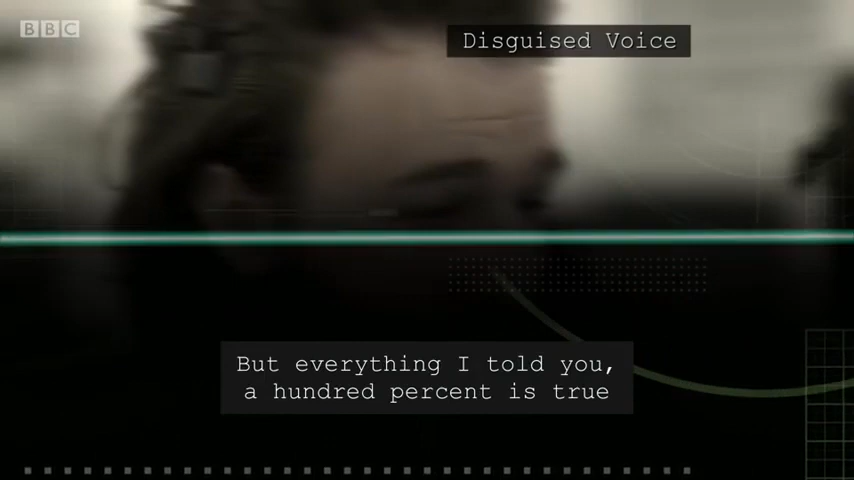 BBC
Disguised Voice
But everything I told you,
a hundred percent is true